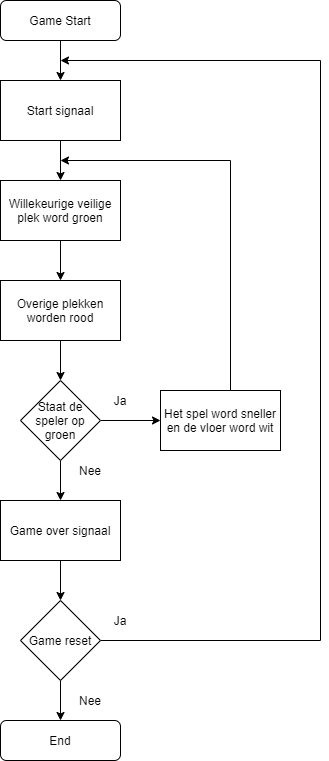 Game Start
Start signaal
Willekeurige veilige
plek word groen
Overige plekken
worden rood
Staat de
speler op
groen
Ja
Het spel word sneller
en de vloer word wit
Nee
Game over signaal
Game reset
Ja
Nee
End